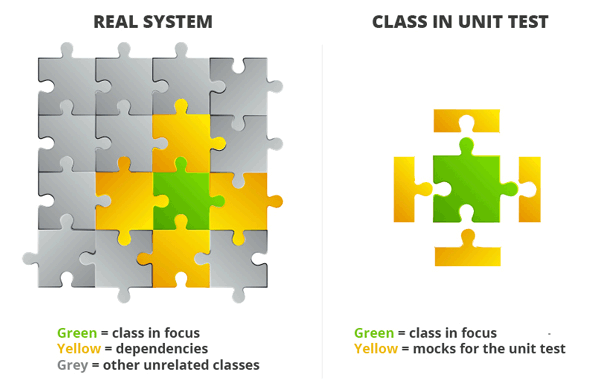 REAL SYSTEM
CLASS IN UNIT TEST
Green = class in focus
Yellow = dependencies
Grey = other unrelated classes
Green = class in focus -
Yellow = mocks for the unit test